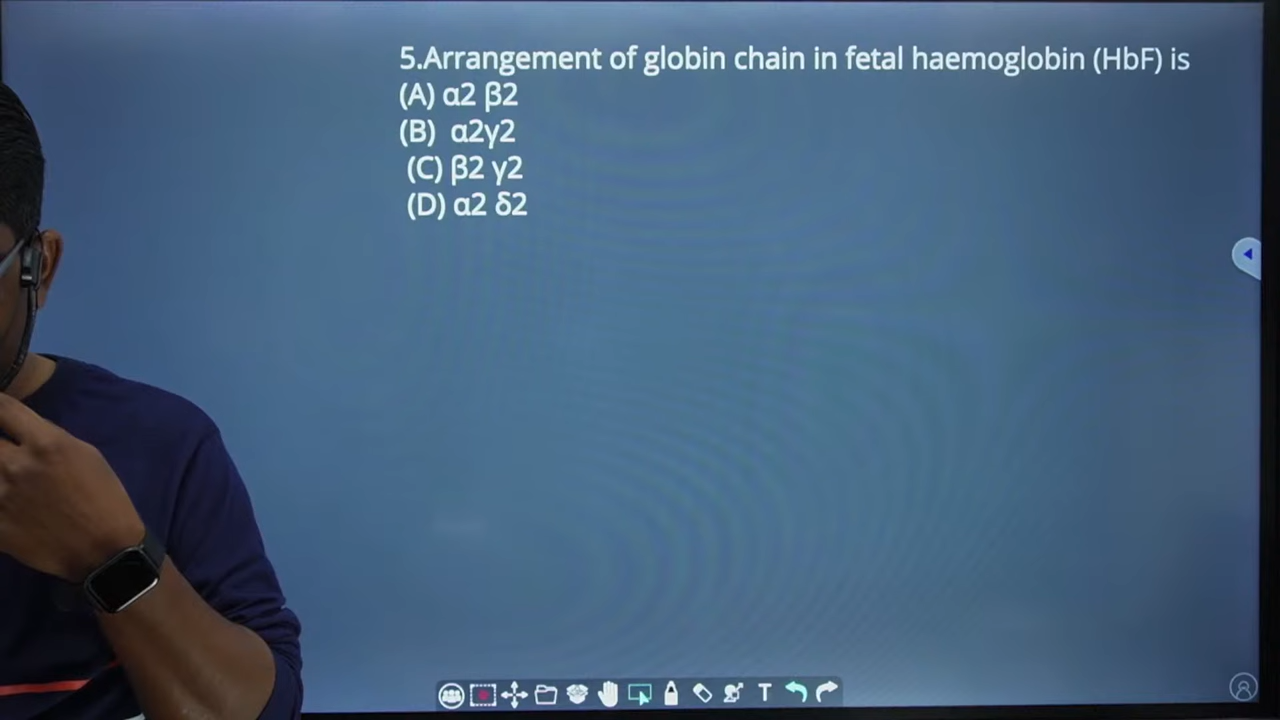 5.Arrangement of globin chain in fetal haemoglobin (HbF) is
(A) α2 β2
(B) α2γ2
(C) β2 γ2
(D) α2 δ2
T